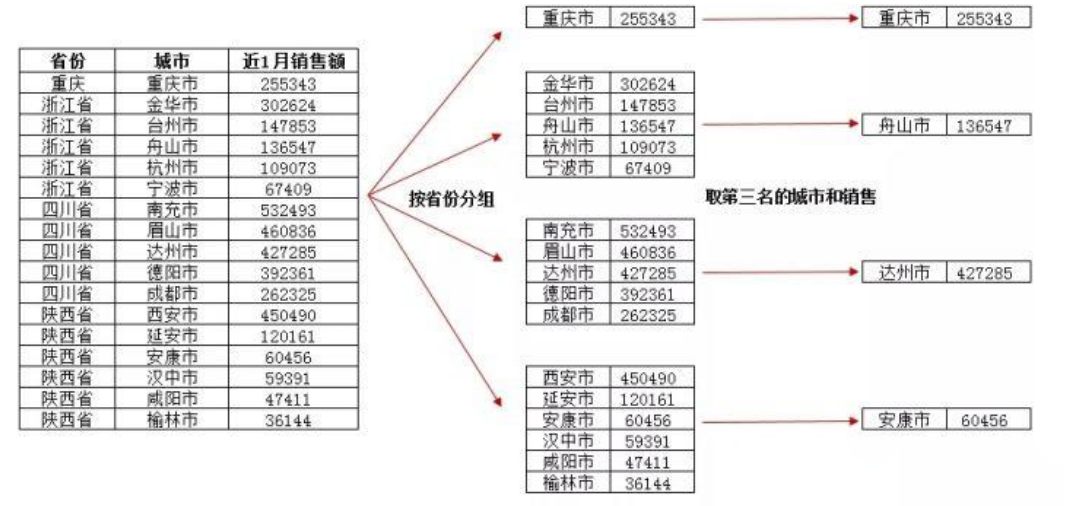 省份 城市 近1月销售额
重庆 重庆市 255343
浙江省 金华市 302624
浙江省 台州市 147853
浙江省 舟山市 136547
浙江省 杭州市 109073
浙江省 宁波市 67409
四川省 南充市 532493
四川省 眉山市 460836
四川省 达州市 427285
四川省 德阳市 392361
四川省 成都市 262325
陕西省 西安市 450490
陕西省 延安市 120161
陕西省 安康市 60456
陕西省 汉中市 59391
陕西省 咸阳市 47411
陕西省 榆林市 36144
按省份分组
重庆市 255343
金华市 302624
台州市 147853
舟山市 136547
杭州市 109073
宁波市 67409
南充市 532493
眉山市 460836
达州市 427285
德阳市 392361
成都市 262325
西安市 450490
延安市 120161
安康市 60456
汉中市 59391
咸阳市 47411
榆林市 36144
取第三名的城市和销售
重庆市 255343
舟山市 136547
达州市 427285
安康市 60456